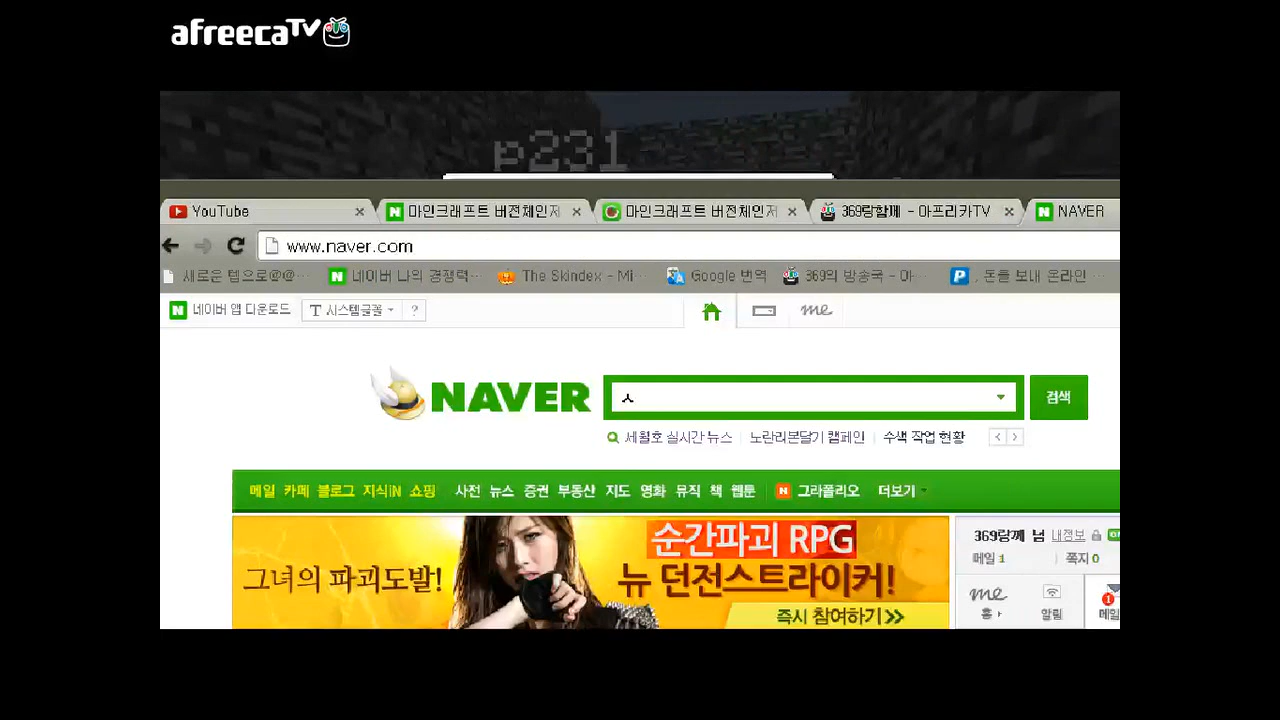 afreecaTV
p231
YouTube
마인크래프트 버전체인저
마인크래프트 버전체인저
369랑함께 - 아프리카TV
NAVER
www.naver.com
새로운 탭으로@@···
네이버 나의 경쟁력···
The Skindex - Mi···
Google 번역
369의 방송국 - 아···
돈을 보내 온라인 ···
네이버 앱 다운로드
T 시스템글꼴
?
me
NAVER
ㅅ
검색
세월호 실시간 뉴스
노란리본달기 캠페인
수색 작업 현황
메일 카페 블로그 지식iN 쇼핑 사전 뉴스 증권 부동산 지도 영화 뮤직 책 웹툰 그라폴리오 더보기
그녀의 파괴도발!
순간파괴 RPG
뉴 던전스트라이커!
즉시 참여하기 >>
369랑께 님 내정보
메일 1 쪽지 0
me
홈
알림
1
메일